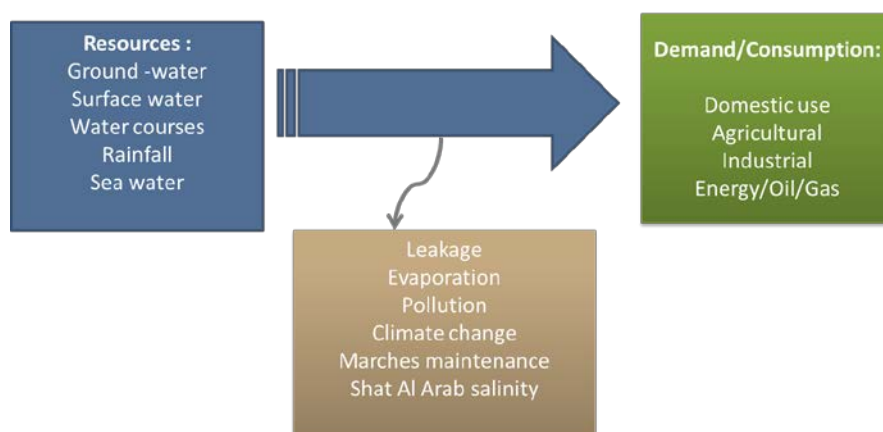 Resources :
Ground -water
Surface water
Water courses
Rainfall
Sea water
Demand/Consumption:
Domestic use
Agricultural
Industrial
Energy/Oil/Gas
Leakage
Evaporation
Pollution
Climate change
Marches maintenance
Shat Al Arab salinity